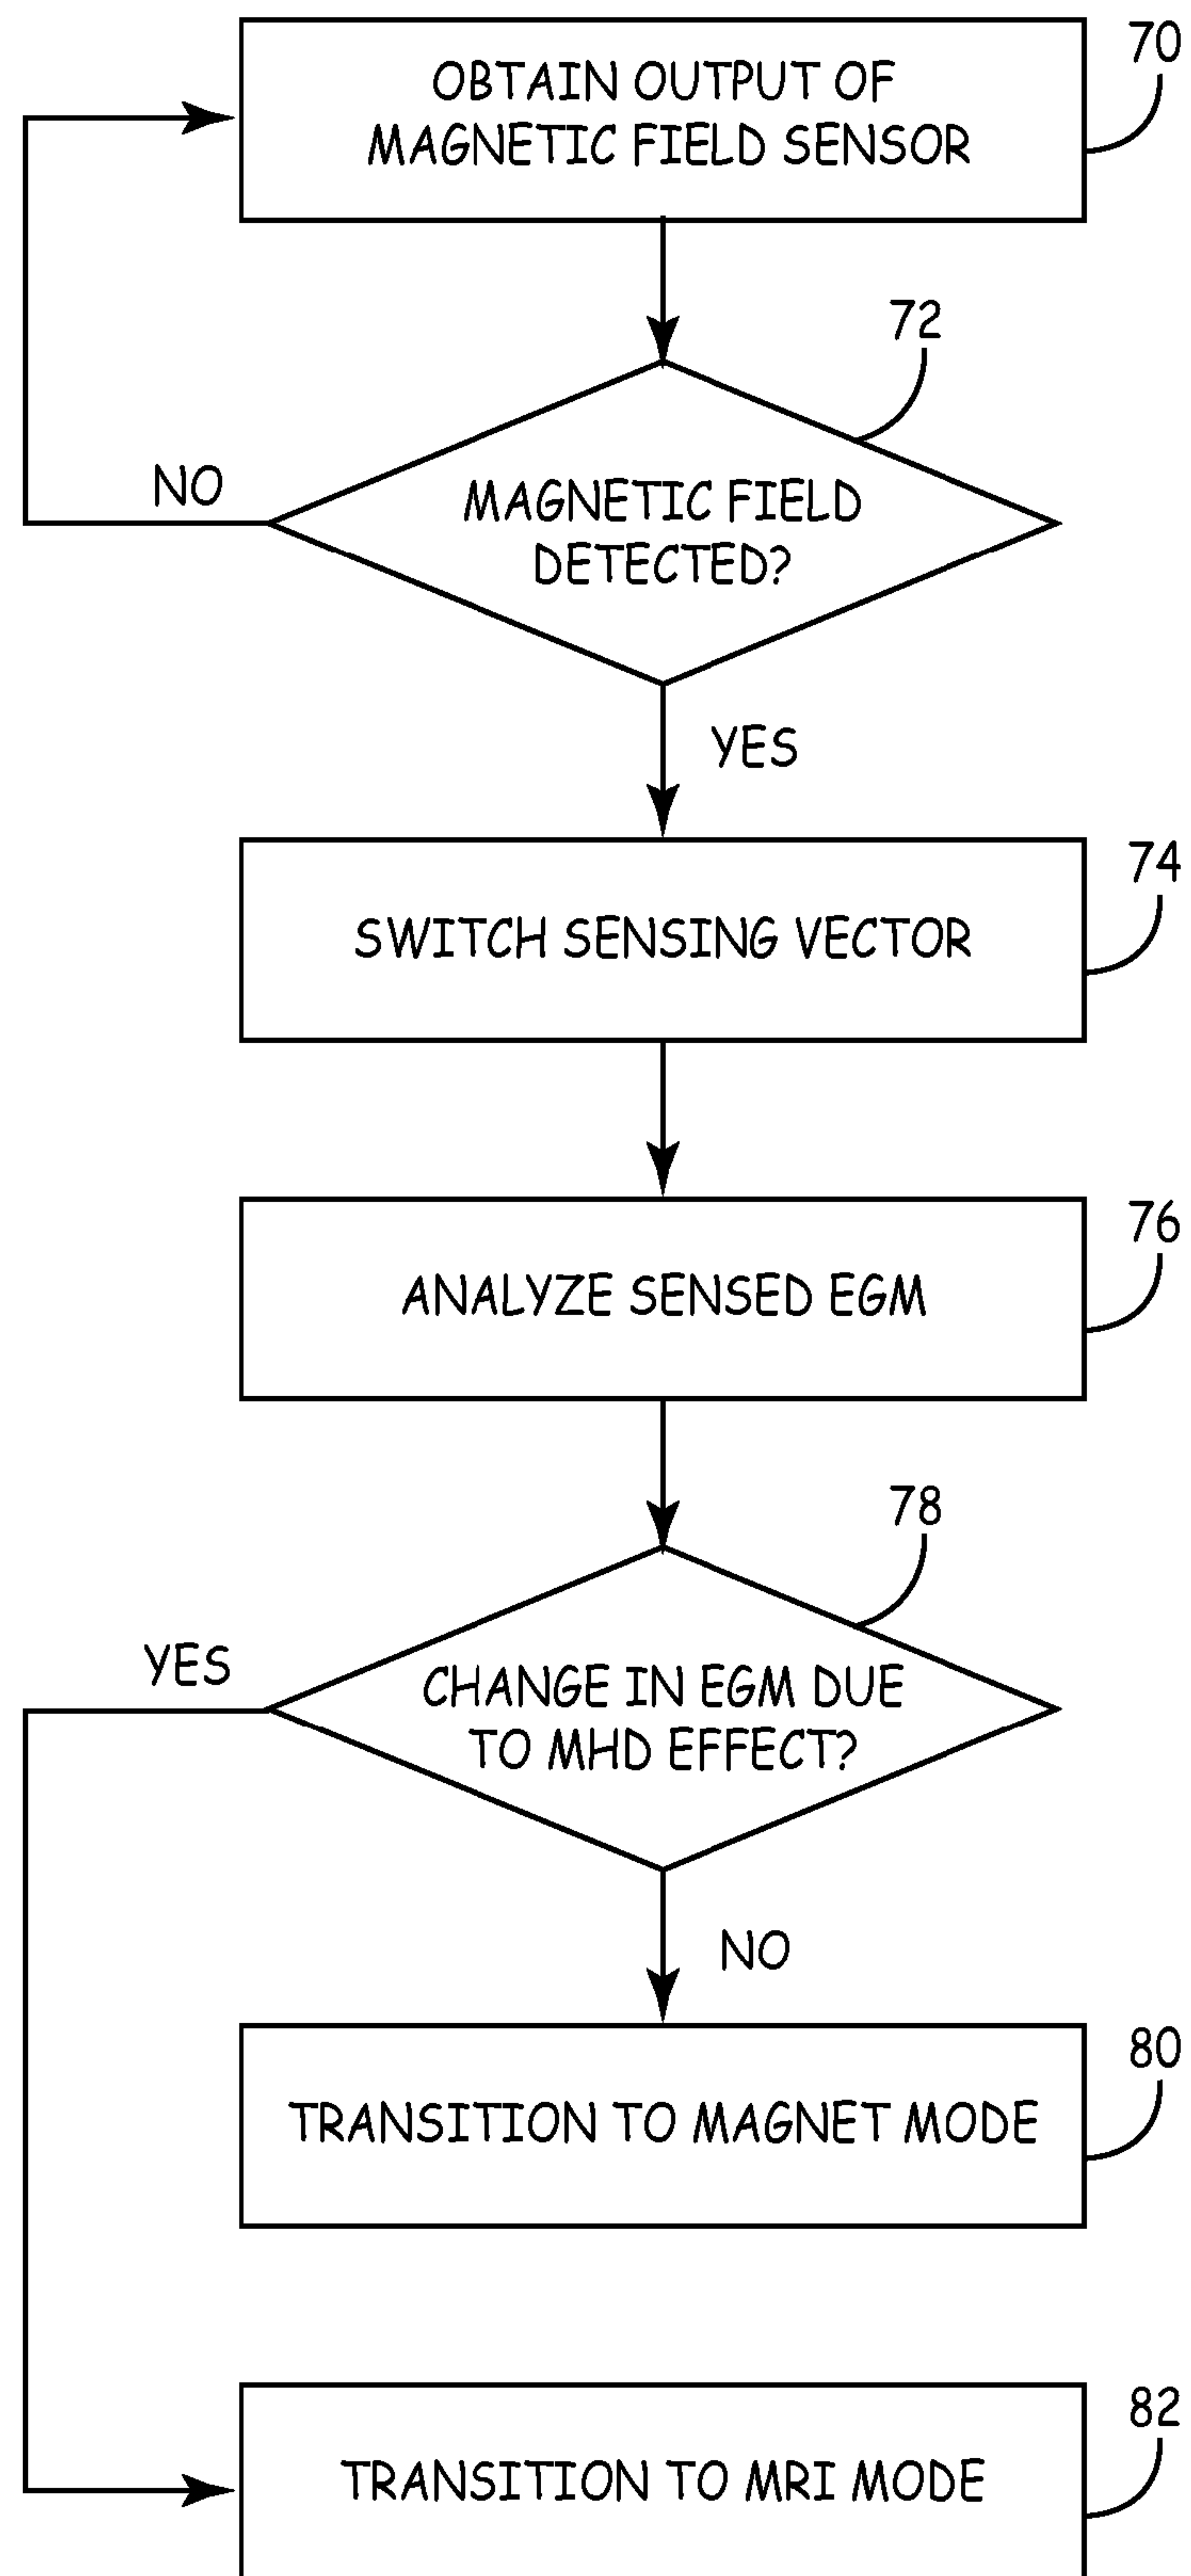 70
OBTAIN OUTPUT OF
MAGNETIC FIELD SENSOR
72
NO
MAGNETIC FIELD
DETECTED?
YES
74
SWITCH SENSING VECTOR
76
ANALYZE SENSED EGM
78
YES
CHANGE IN EGM DUE
TO MHD EFFECT?
NO
80
TRANSITION TO MAGNET MODE
82
TRANSITION TO MRI MODE